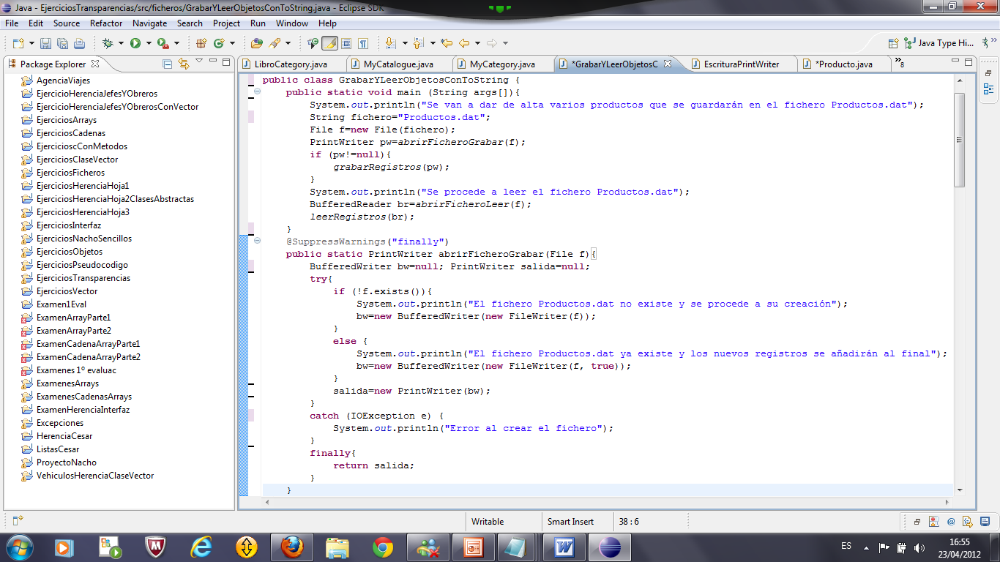 Java - EjerciciosTransparencias/src/ficheros/GrabarYLeerObjetosConToString.java - Eclipse SDK
File Edit Source Refactor Navigate Search Project Run Window Help
Java Type Hi...
Package Explorer
LibroCategory.java MyCatalogue.java MyCategory.java *GrabarYLeerObjetosC EscrituraPrintWriter *Producto.java »8
AgenciaViajes
EjercicioHerenciaJefesYObreros
EjercicioHerenciaJefesYObrerosConVector
EjerciciosArrays
EjerciciosCadenas
EjercicioscConMetodos
EjerciciosClaseVector
EjerciciosFicheros
EjerciciosHerenciaHoja1
EjerciciosHerenciaHoja2ClasesAbstractas
EjerciciosHerenciaHoja3
EjerciciosInterfaz
EjerciciosNachoSencillos
EjerciciosObjetos
EjerciciosPseudocodigo
EjerciciosTransparencias
EjerciciosVector
Examen1Eval
ExamenArrayParte1
ExamenArrayParte2
ExamenCadenaArrayParte1
ExamenCadenaArrayParte2
Examenes 1º evaluac
ExamenesArrays
ExamenesCadenasArrays
ExamenHerenciaInterfaz
Excepciones
HerenciaCesar
ListasCesar
ProyectoNacho
VehiculosHerenciaClaseVector
public class GrabarYLeerObjetosConToString {
public static void main (String args[]){
System.out.println("Se van a dar de alta varios productos que se guardarán en el fichero Productos.dat");
String fichero="Productos.dat";
File f=new File(fichero);
PrintWriter pw=abrirFicheroGrabar(f);
if (pw!=null){
grabarRegistros(pw);
}
System.out.println("Se procede a leer el fichero Productos.dat");
BufferedReader br=abrirFicheroLeer(f);
leerRegistros(br);
}
@SuppressWarnings("finally")
public static PrintWriter abrirFicheroGrabar(File f){
BufferedWriter bw=null; PrintWriter salida=null;
try{
if (!f.exists()){
System.out.println("El fichero Productos.dat no existe y se procede a su creación");
bw=new BufferedWriter(new FileWriter(f));
}
else {
System.out.println("El fichero Productos.dat ya existe y los nuevos registros se añadirán al final");
bw=new BufferedWriter(new FileWriter(f, true));
}
salida=new PrintWriter(bw);
}
catch (IOException e) {
System.out.println("Error al crear el fichero");
}
finally{
return salida;
}
}
Writable Smart Insert 38 : 6
ES 16:55
23/04/2012